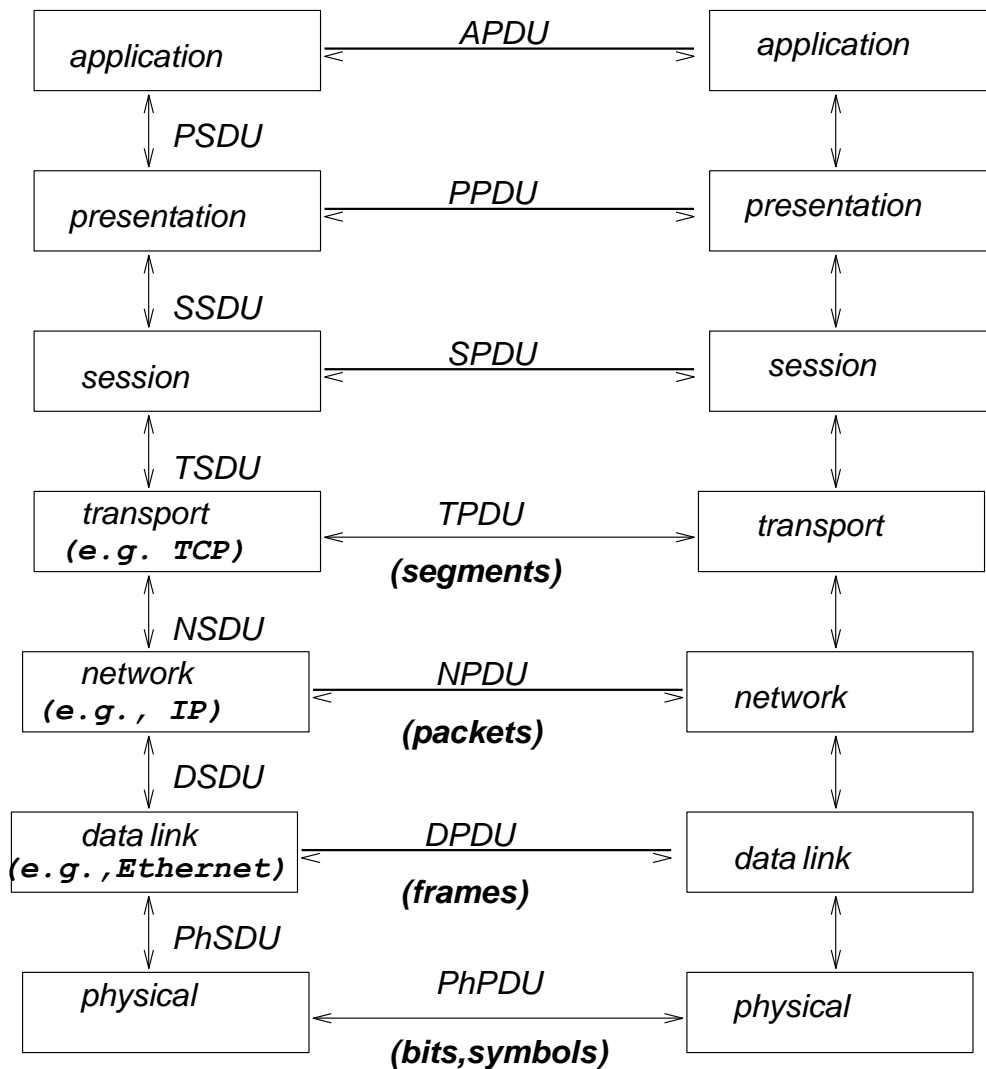 APDU
application
application
PSDU
PPDU
presentation
presentation
SSDU
SPDU
session
session
TSDU
transport
(e.g. TCP)
TPDU
transport
(segments)
NSDU
network
(e.g., IP)
NPDU
network
(packets)
DSDU
data link
(e.g.,Ethernet)
DPDU
data link
(frames)
PhSDU
physical
PhPDU
physical
(bits,symbols)